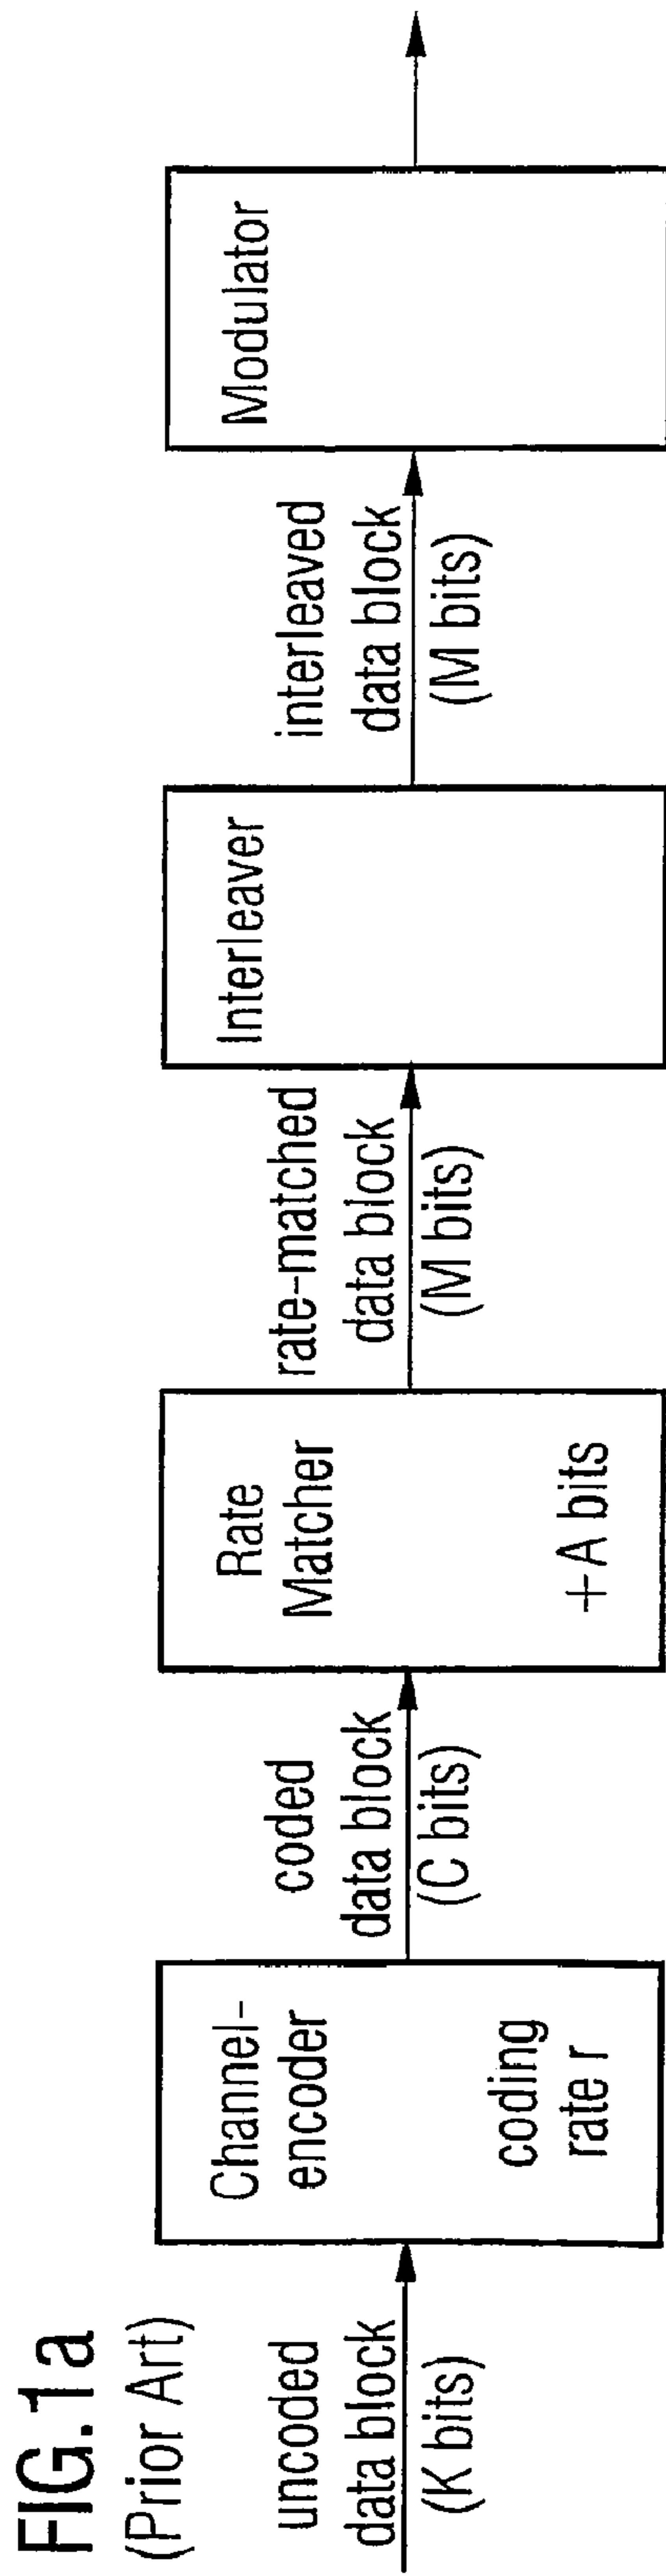 FIG.1a
(Prior Art)
uncoded
data block
(K bits)
Channel-
encoder
coding
rate r
coded
data block
(C bits)
Rate
Matcher
+A bits
rate-matched
data block
(M bits)
Interleaver
interleaved
data block
(M bits)
Modulator